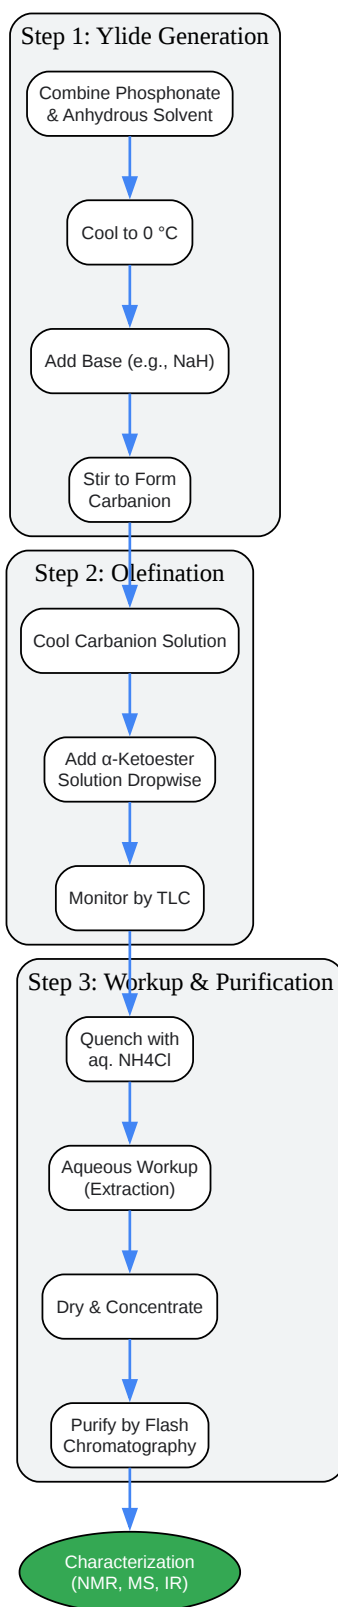 Step 1: Ylide Generation
Combine Phosphonate
& Anhydrous Solvent
Cool to 0 °C
Add Base (e.g., NaH)
Stir to Form
Carbanion
Step 2: Olefination
Cool Carbanion Solution
Add α-Ketoester
Solution Dropwise
Monitor by TLC
Step 3: Workup & Purification
Quench with
aq. NH4Cl
Aqueous Workup
(Extraction)
Dry & Concentrate
Purify by Flash
Chromatography
Characterization
(NMR, MS, IR)